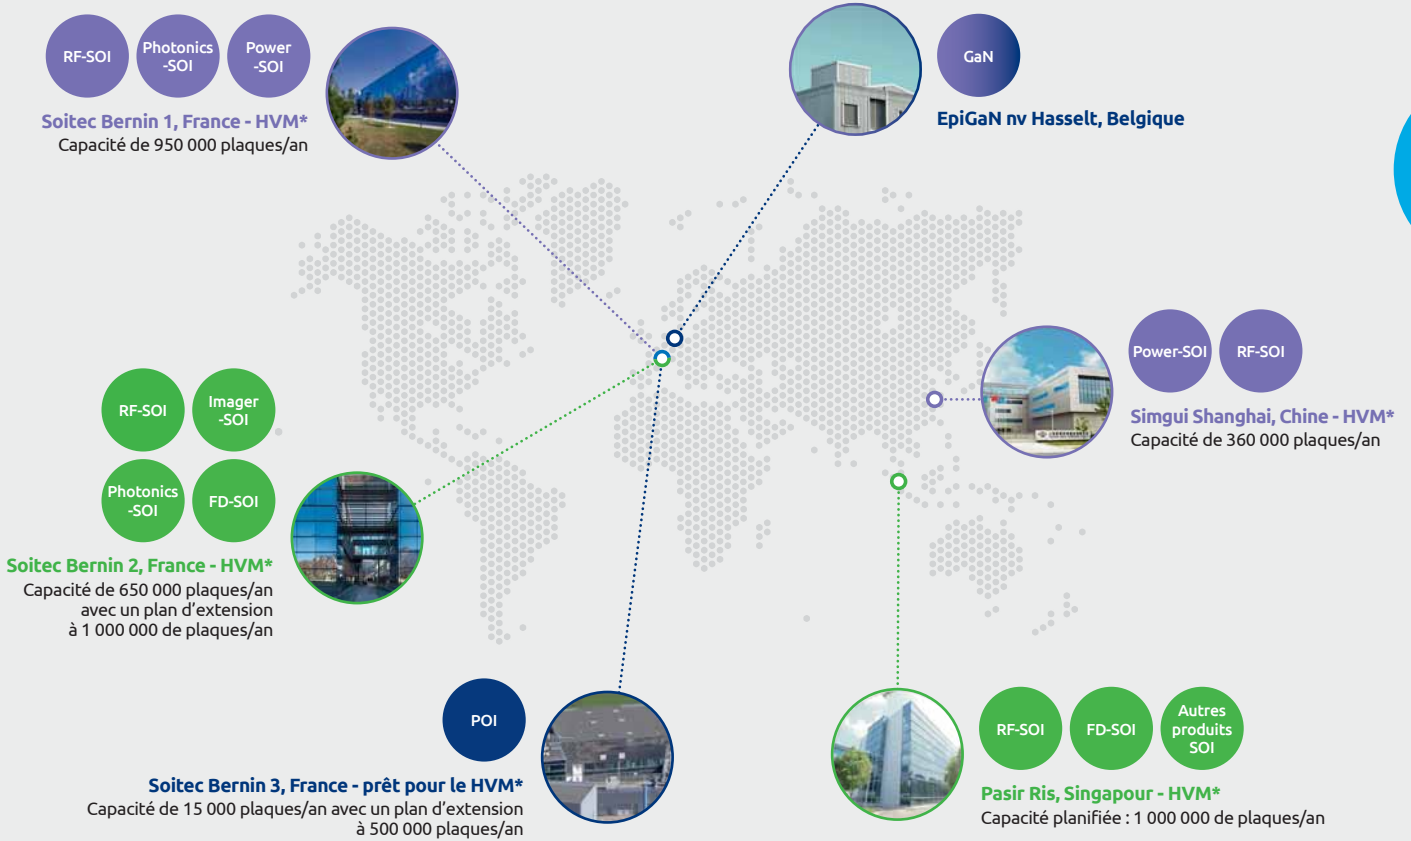 RF-SOI
Photonics
-SOI
Power
-SOI
Soitec Bernin 1, France - HVM*
Capacité de 950 000 plaques/an
GaN
EpiGaN nv Hasselt, Belgique
Power-SOI
RF-SOI
Simgui Shanghai, Chine - HVM*
Capacité de 360 000 plaques/an
RF-SOI
Imager
-SOI
Photonics
-SOI
FD-SOI
Soitec Bernin 2, France - HVM*
Capacité de 650 000 plaques/an
avec un plan d’extension
à 1 000 000 de plaques/an
POI
Soitec Bernin 3, France - prêt pour le HVM*
Capacité de 15 000 plaques/an avec un plan d’extension
à 500 000 plaques/an
RF-SOI
FD-SOI
Autres
produits
SOI
Pasir Ris, Singapour - HVM*
Capacité planifiée : 1 000 000 de plaques/an